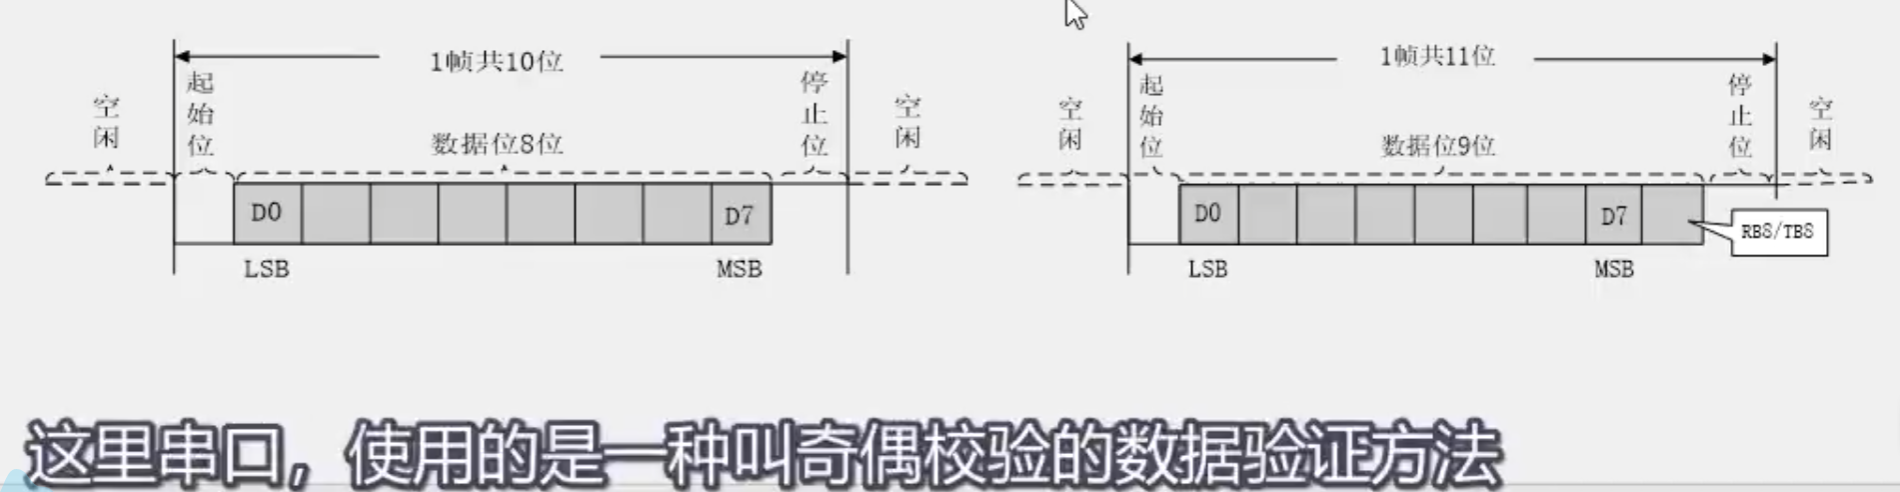 1帧共10位
空闲
起始位
数据位8位
停止位
空闲
D0
D7
LSB
MSB
1帧共11位
空闲
起始位
数据位9位
停止位
空闲
D0
D7
RB8/TB8
LSB
MSB
这里串口，使用的是一种叫奇偶校验的数据验证方法